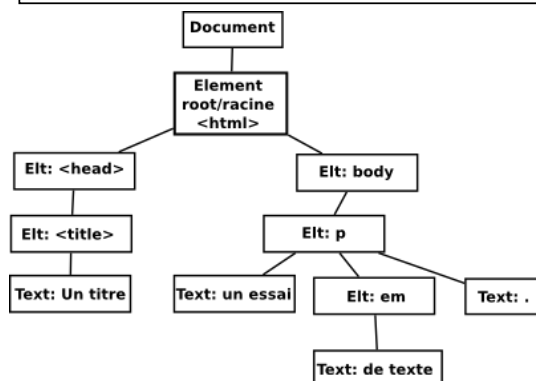 Document
Element
root/racine
<html>
Elt: <head>
Elt: body
Elt: <title>
Elt: p
Text: Un titre
Text: un essai
Elt: em
Text: .
Text: de texte